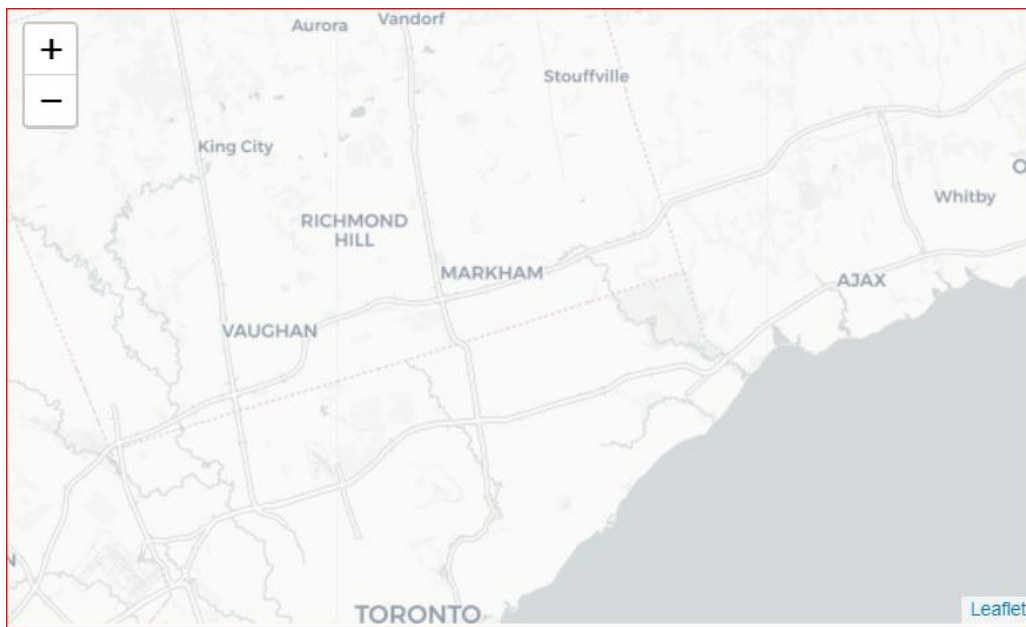 Aurora
Vandorf
+
−
Stouffville
King City
Whitby
RICHMOND
HILL
MARKHAM
AJAX
VAUGHAN
TORONTO
Leaflet